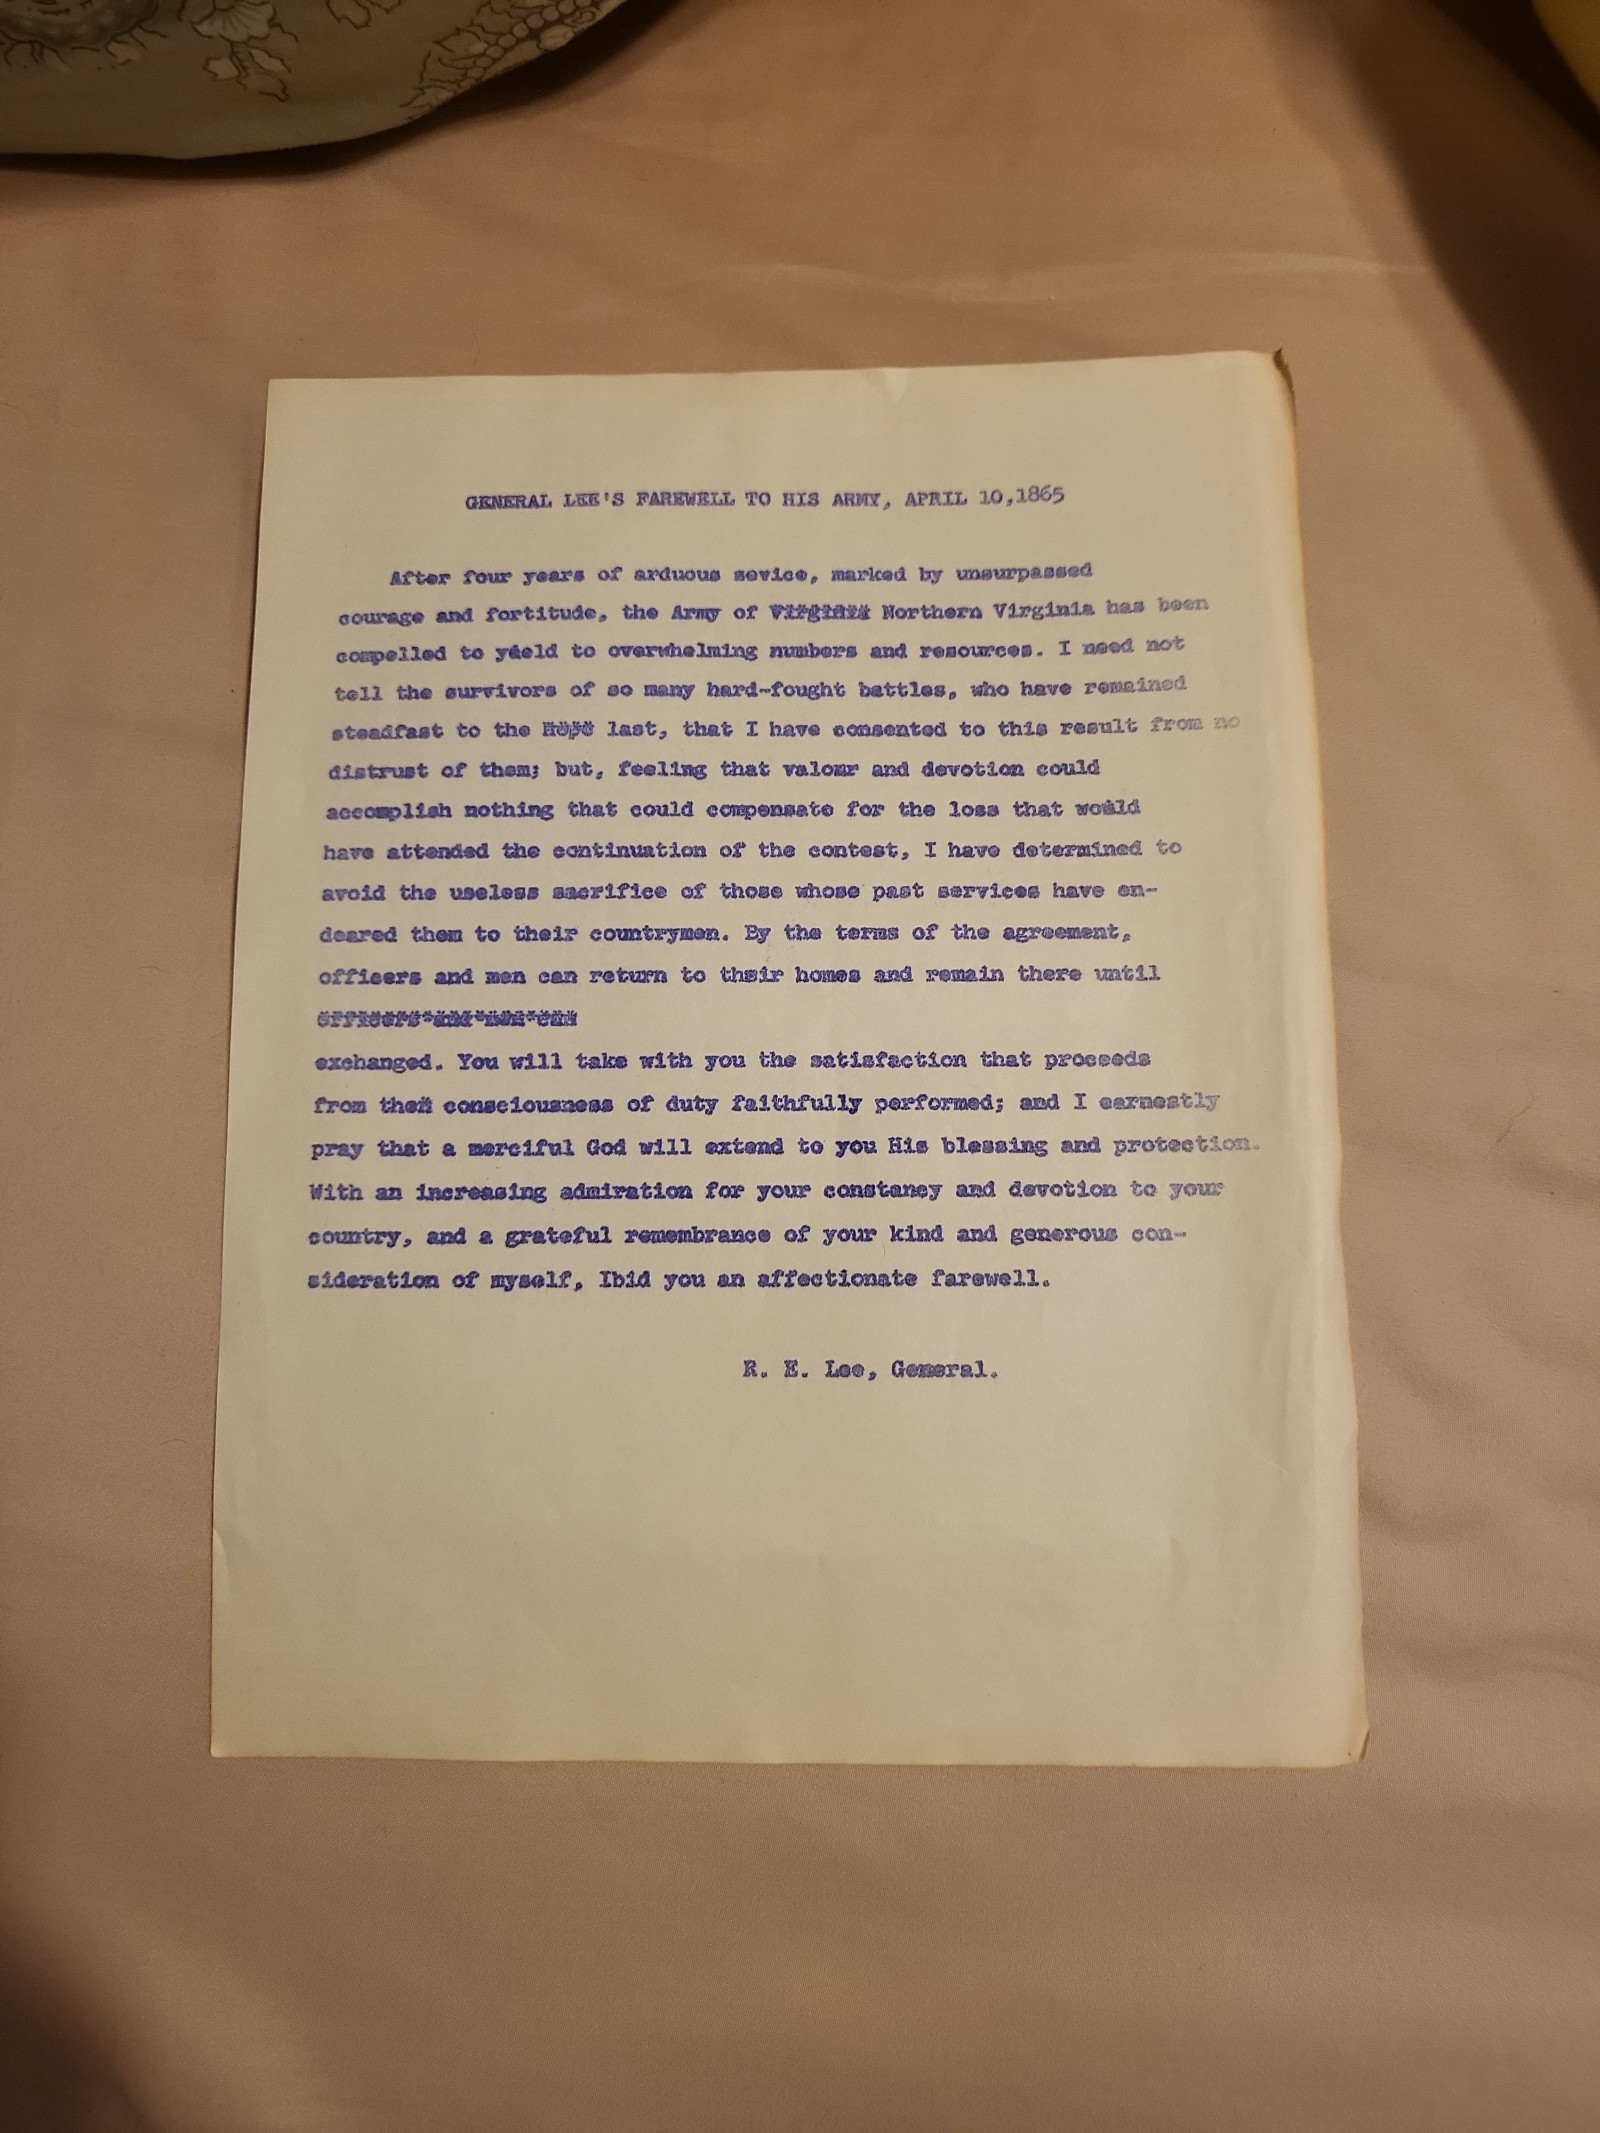 GENERAL LEE'S FAREWELL TO HIS ARMY, APRIL 10,1865
After four years of arduous sevice, marked by unsurpassed
courage and fortitude, the Army of Virginia Northern Virginia has been
compelled to yield to overwhelming numbers and resources. I need not
tell the survivors of so many hard-fought battles, who have remained
steadfast to the last, that I have consented to this result from no
distrust of them; but, feeling that valour and devotion could
accomplish nothing that could compensate for the loss that would
have attended the continuation of the contest, I have determined to
avoid the useless sacrifice of those whose past services have en-
deared them to their countrymen. By the terms of the agreement,
officers and men can return to their homes and remain there until
officers and men can
exchanged. You will take with you the satisfaction that proceeds
from the consciousness of duty faithfully performed; and I earnestly
pray that a merciful God will extend to you His blessing and protection.
With an increasing admiration for your constancy and devotion to your
country, and a grateful remembrance of your kind and generous con-
sideration of myself, Ibid you an affectionate farewell.
R. E. Lee, General.